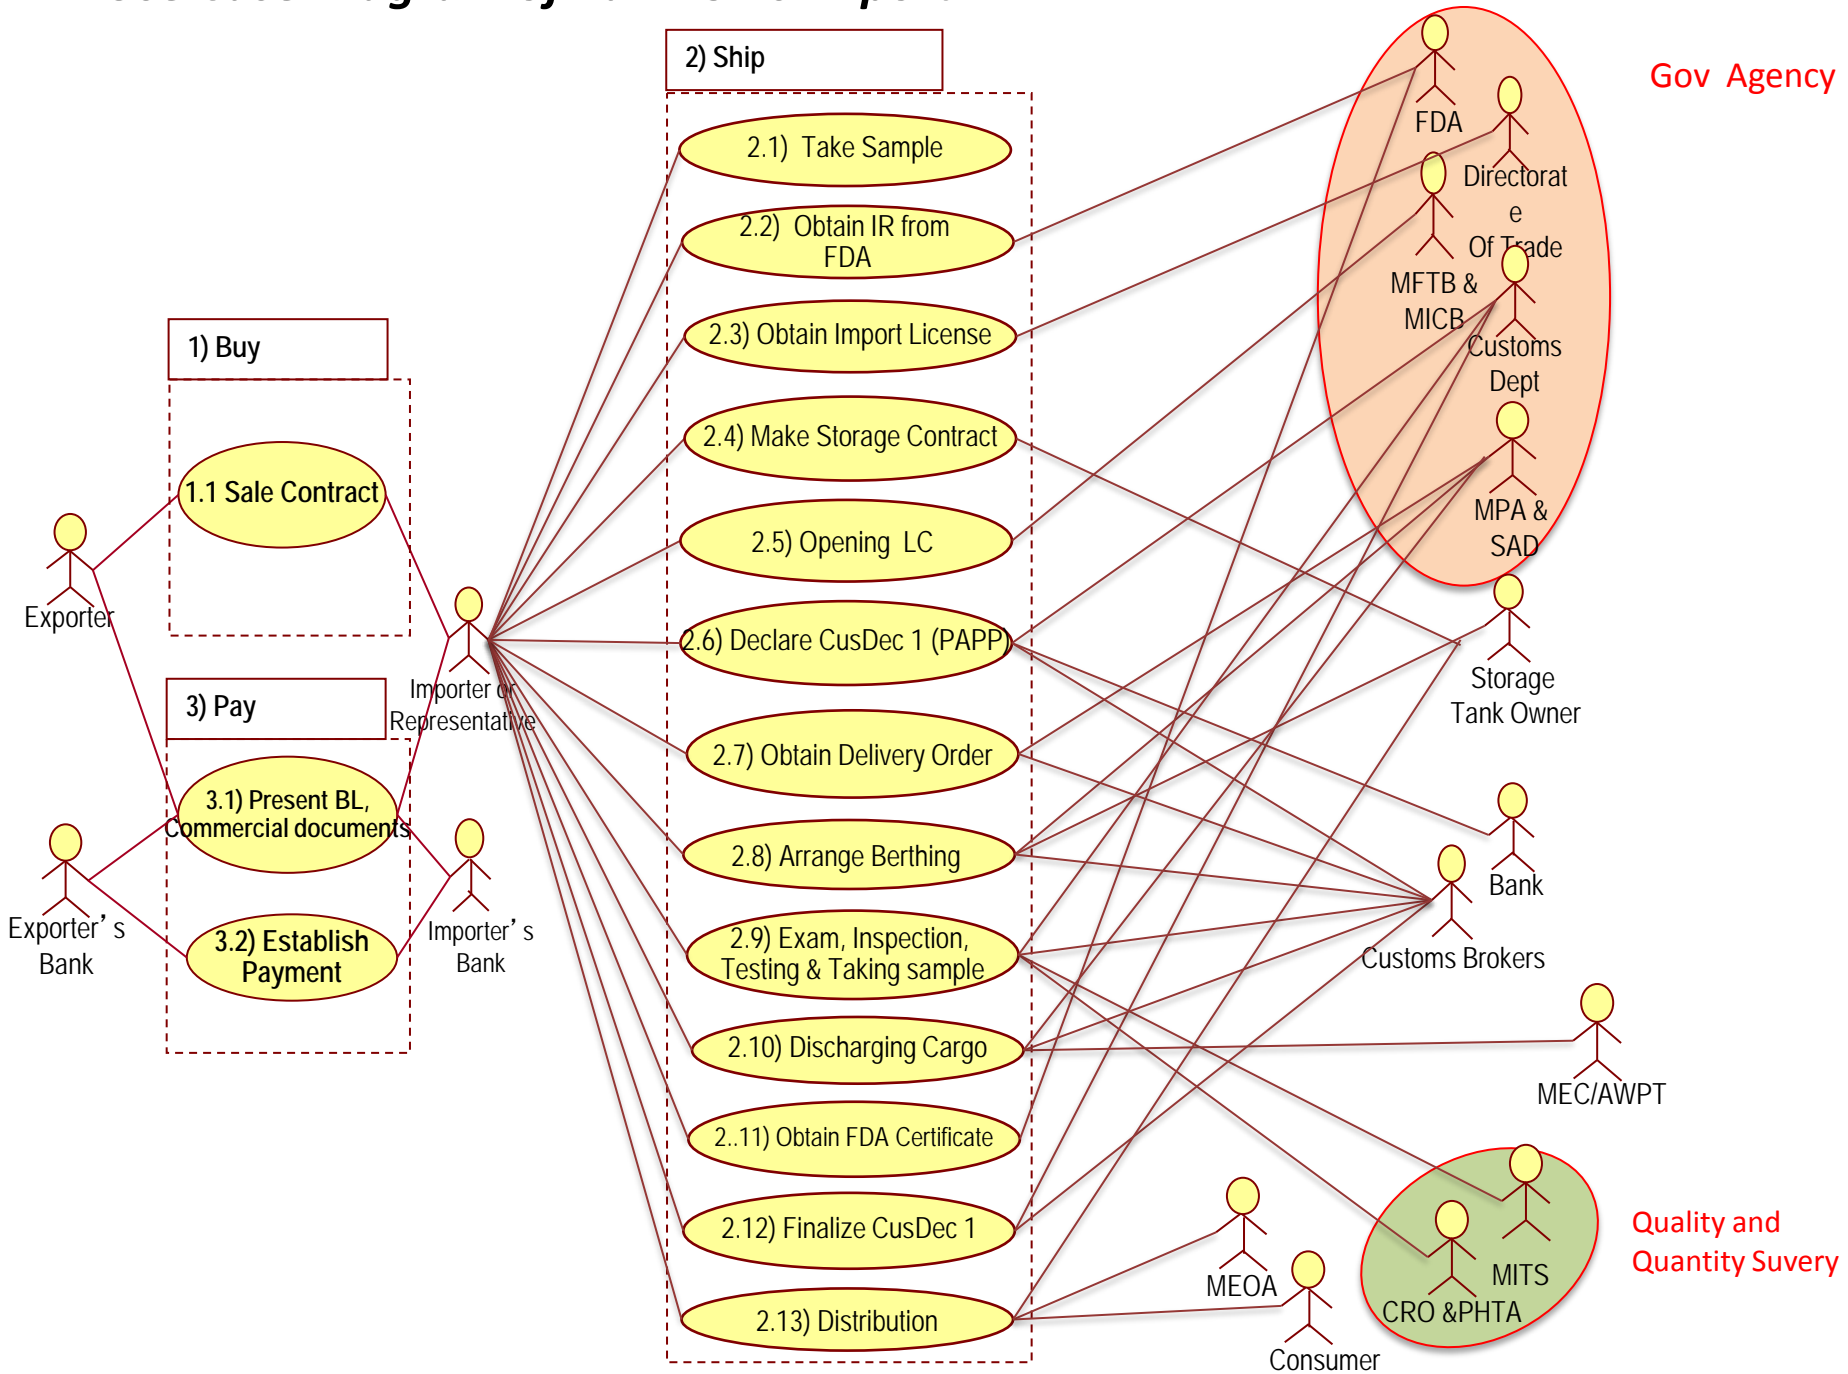 2) Ship
Gov Agency
2.1) Take Sample
FDA
2.2) Obtain IR from
FDA
Directorat
e
Of Trade
MFTB &
MICB
2.3) Obtain Import License
Customs
Dept
1) Buy
2.4) Make Storage Contract
1.1 Sale Contract
MPA &
SAD
2.5) Opening LC
Exporter
2.6) Declare CusDec 1 (PAPP)
Importer or
Representative
Storage
Tank Owner
3) Pay
2.7) Obtain Delivery Order
3.1) Present BL,
Commercial documents
2.8) Arrange Berthing
Bank
Exporter’s
Bank
3.2) Establish
Payment
Importer’s
Bank
2.9) Exam, Inspection,
Testing & Taking sample
Customs Brokers
2.10) Discharging Cargo
MEC/AWPT
2..11) Obtain FDA Certificate
2.12) Finalize CusDec 1
Quality and
Quantity Suvery
MEOA
MITS
CRO &PHTA
2.13) Distribution
Consumer